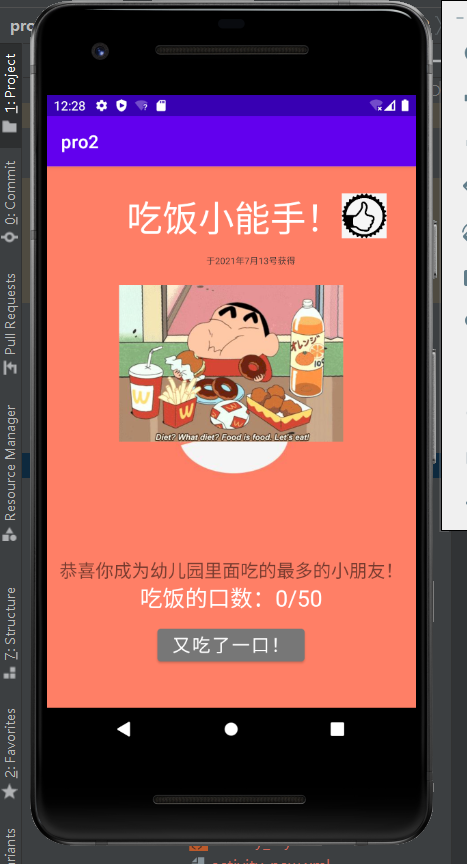 pro
12:28
pro2
吃饭小能手！
于2021年7月13号获得
オレンジ
Diet? What diet? Food is food. Let's eat!
恭喜你成为幼儿园里面吃的最多的小朋友！
吃饭的口数：0/50
又吃了一口！
1: Project
0: Commit
Pull Requests
Resource Manager
7: Structure
2: Favorites